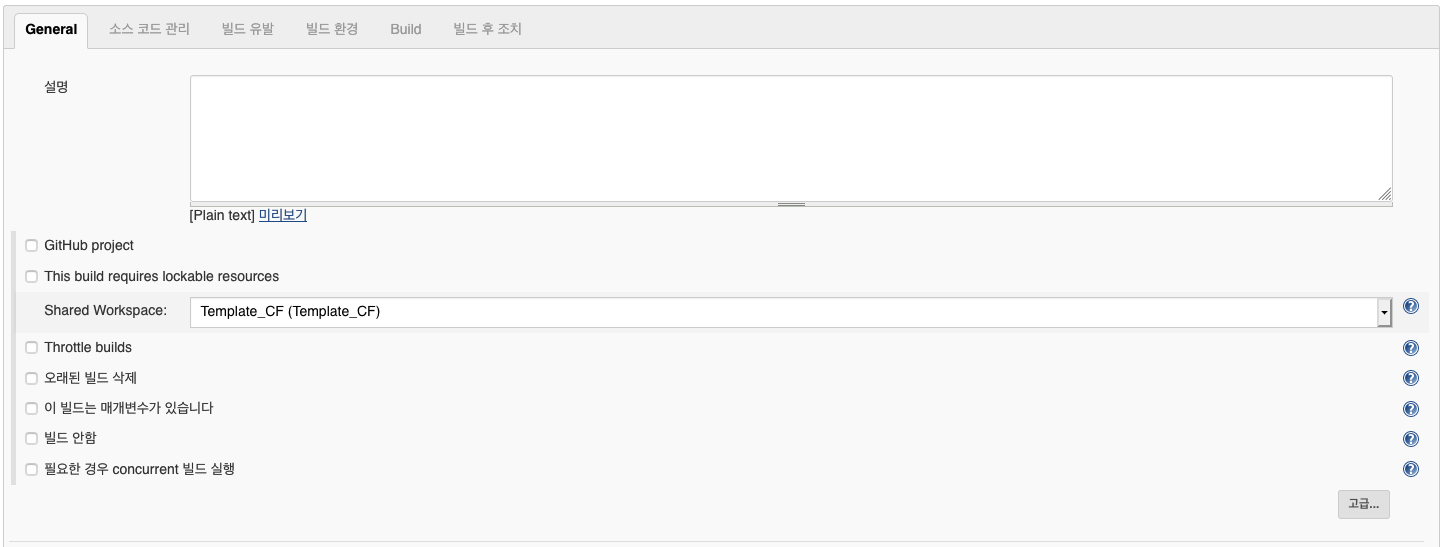 General 소스 코드 관리 빌드 유발 빌드 환경 Build 빌드 후 조치
설명
[Plain text] 미리보기
GitHub project
This build requires lockable resources
Shared Workspace: Template_CF (Template_CF)
Throttle builds
오래된 빌드 삭제
이 빌드는 매개변수가 있습니다
빌드 안함
필요한 경우 concurrent 빌드 실행
고급...